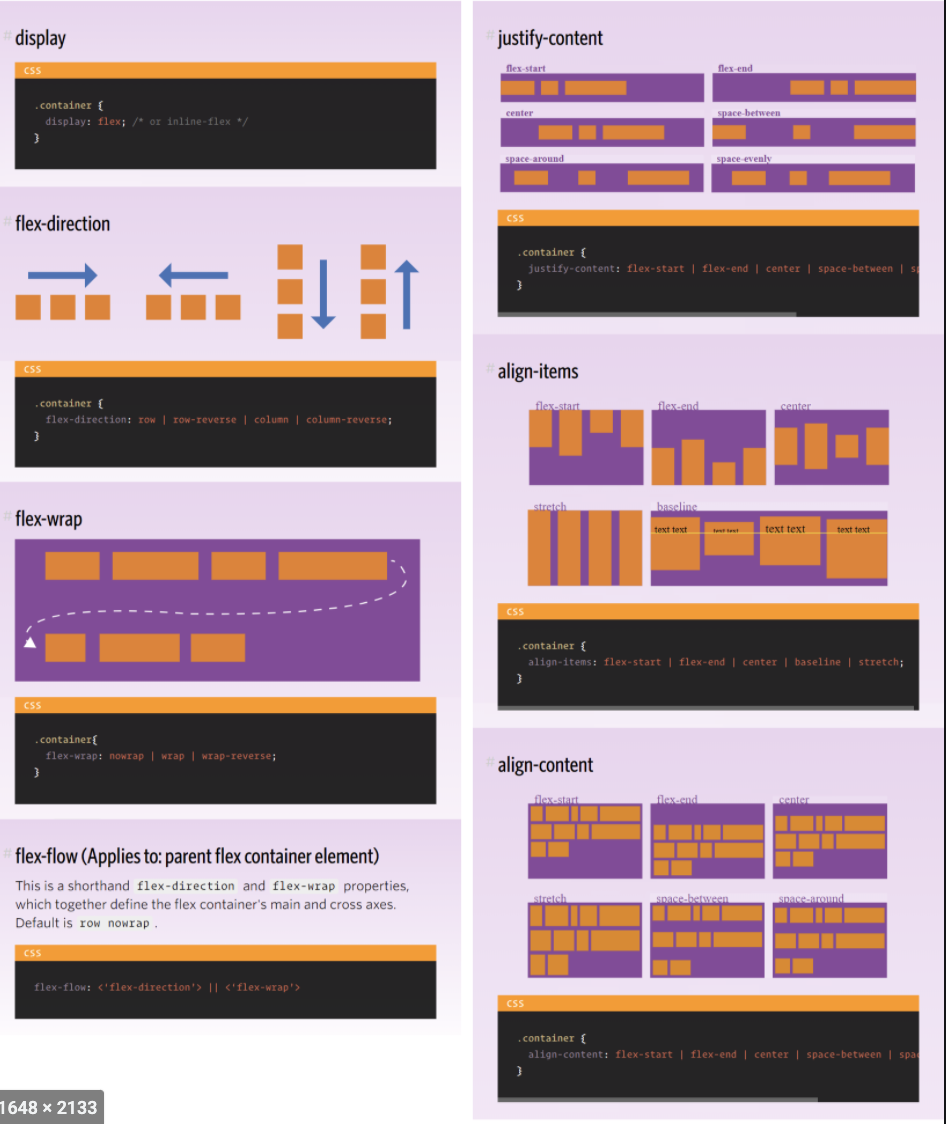 # display
CSS
.container {
display: flex; /* or inline-flex */
}
# flex-direction
CSS
.container {
flex-direction: row | row-reverse | column | column-reverse;
}
# flex-wrap
CSS
.container{
flex-wrap: nowrap | wrap | wrap-reverse;
}
# flex-flow (Applies to: parent flex container element)
This is a shorthand flex-direction and flex-wrap properties,
which together define the flex container's main and cross axes.
Default is row nowrap .
CSS
flex-flow: <'flex-direction'> || <'flex-wrap'>
1648 × 2133
# justify-content
flex-start flex-end
center space-between
space-around space-evenly
CSS
.container {
justify-content: flex-start | flex-end | center | space-between | sp
}
# align-items
flex-start flex-end center
stretch baseline
text text text text text text text text
CSS
.container {
align-items: flex-start | flex-end | center | baseline | stretch;
}
# align-content
flex-start flex-end center
stretch space-between space-around
CSS
.container {
align-content: flex-start | flex-end | center | space-between | spac
}